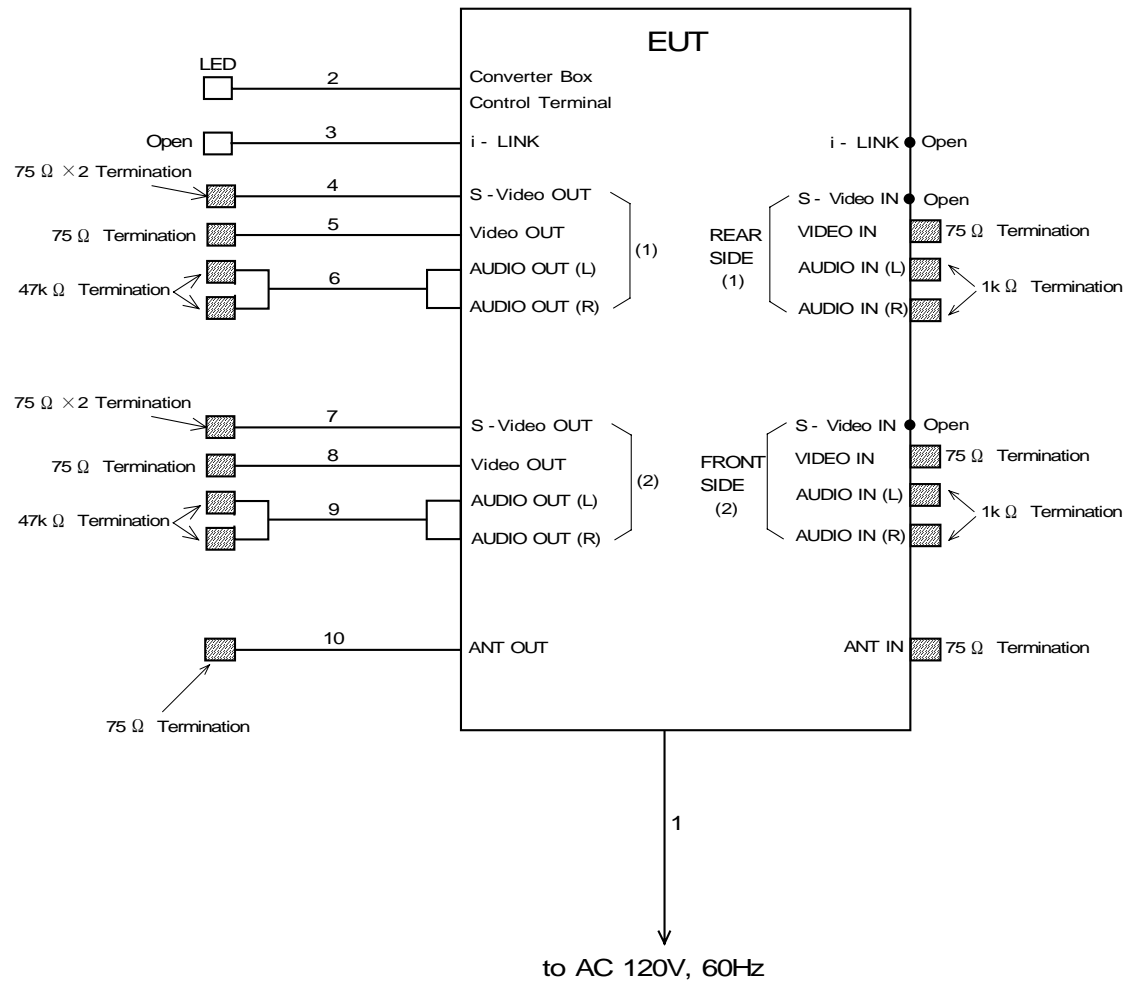 EUT
LED
2
Converter Box
Control Terminal
Open
3
i - LINK
i - LINK
Open
75 Ω ×2 Termination
4
S - Video OUT
S - Video IN
Open
75 Ω Termination
5
Video OUT
(1)
REAR
SIDE
(1)
VIDEO IN
75 Ω Termination
47k Ω Termination
6
AUDIO OUT (L)
AUDIO OUT (R)
AUDIO IN (L)
AUDIO IN (R)
1k Ω Termination
75 Ω ×2 Termination
7
S - Video OUT
S - Video IN
Open
75 Ω Termination
8
Video OUT
(2)
FRONT
SIDE
(2)
VIDEO IN
75 Ω Termination
47k Ω Termination
9
AUDIO OUT (L)
AUDIO OUT (R)
AUDIO IN (L)
AUDIO IN (R)
1k Ω Termination
10
ANT OUT
ANT IN
75 Ω Termination
75 Ω Termination
1
to AC 120V, 60Hz